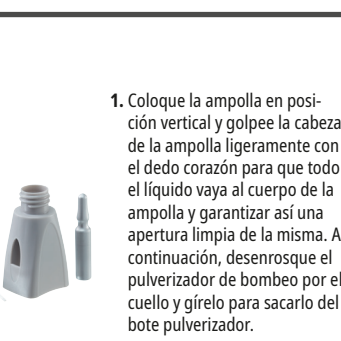 1. Coloque la ampolla en posi-
ción vertical y golpee la cabeza
de la ampolla ligeramente con
el dedo corazón para que todo
el líquido vaya al cuerpo de la
ampolla y garantizar así una
apertura limpia de la misma. A
continuación, desenrosque el
pulverizador de bombeo por el
cuello y gírelo para sacarlo del
bote pulverizador.